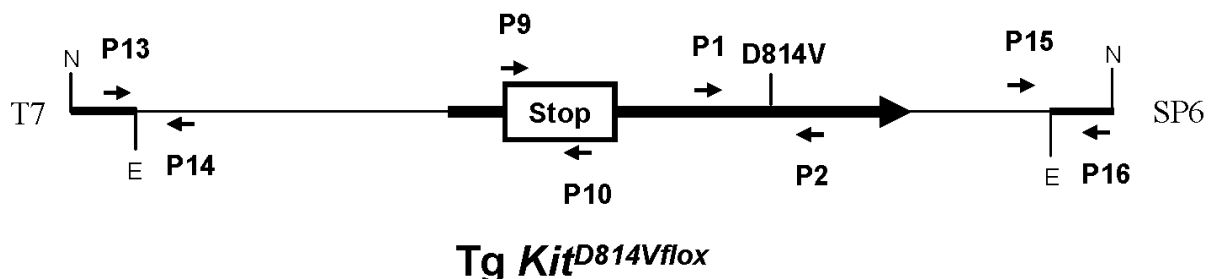 P9
P13
P1
D814V
P15
N
N
T7
Stop
SP6
E
P14
P10
P2
E
P16
Tg Kit^D814Vflox